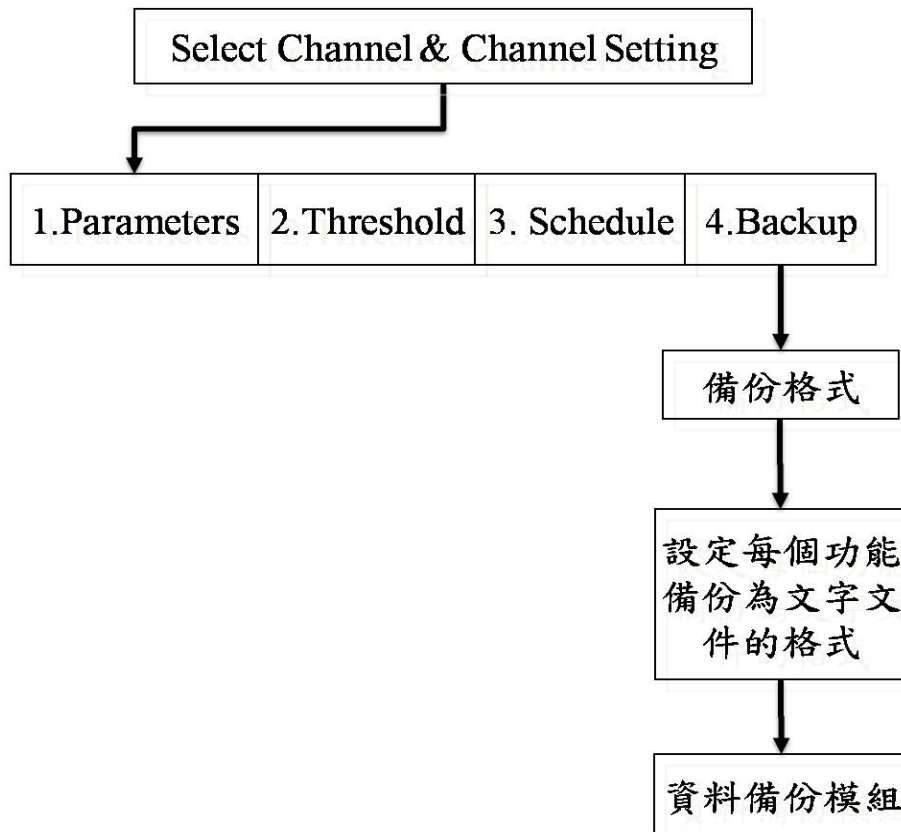 Select Channel & Channel Setting
1.Parameters
2.Threshold
3. Schedule
4.Backup
備份格式
設定每個功能
備份為文字文
件的格式
資料備份模組